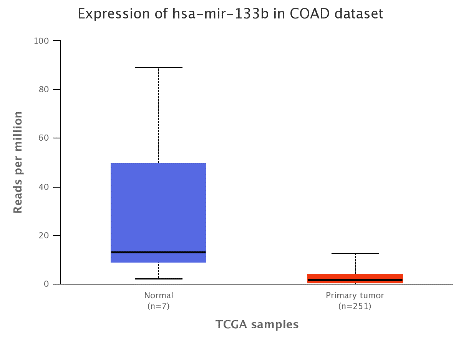 Expression of hsa-mir-133b in COAD dataset
100
80
60
40
20
0
Reads per million
Normal
(n=7)
Primary tumor
(n=251)
TCGA samples